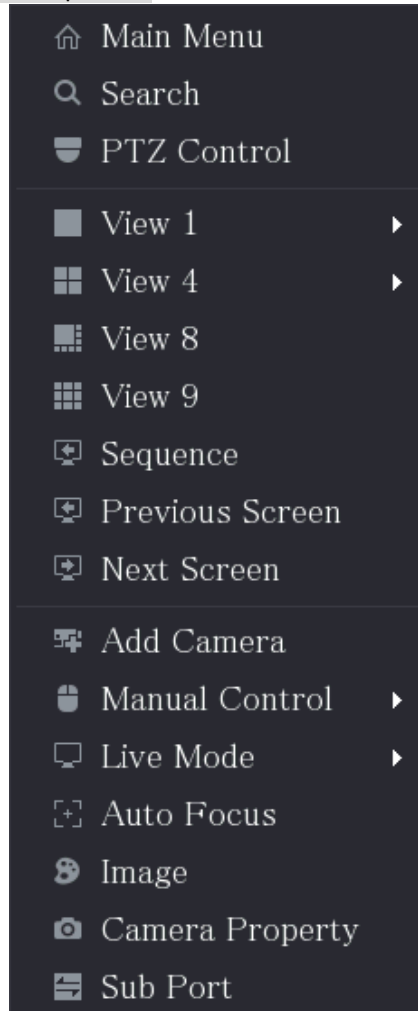 Main Menu
Search
PTZ Control
View 1
View 4
View 8
View 9
Sequence
Previous Screen
Next Screen
Add Camera
Manual Control
Live Mode
Auto Focus
Image
Camera Property
Sub Port